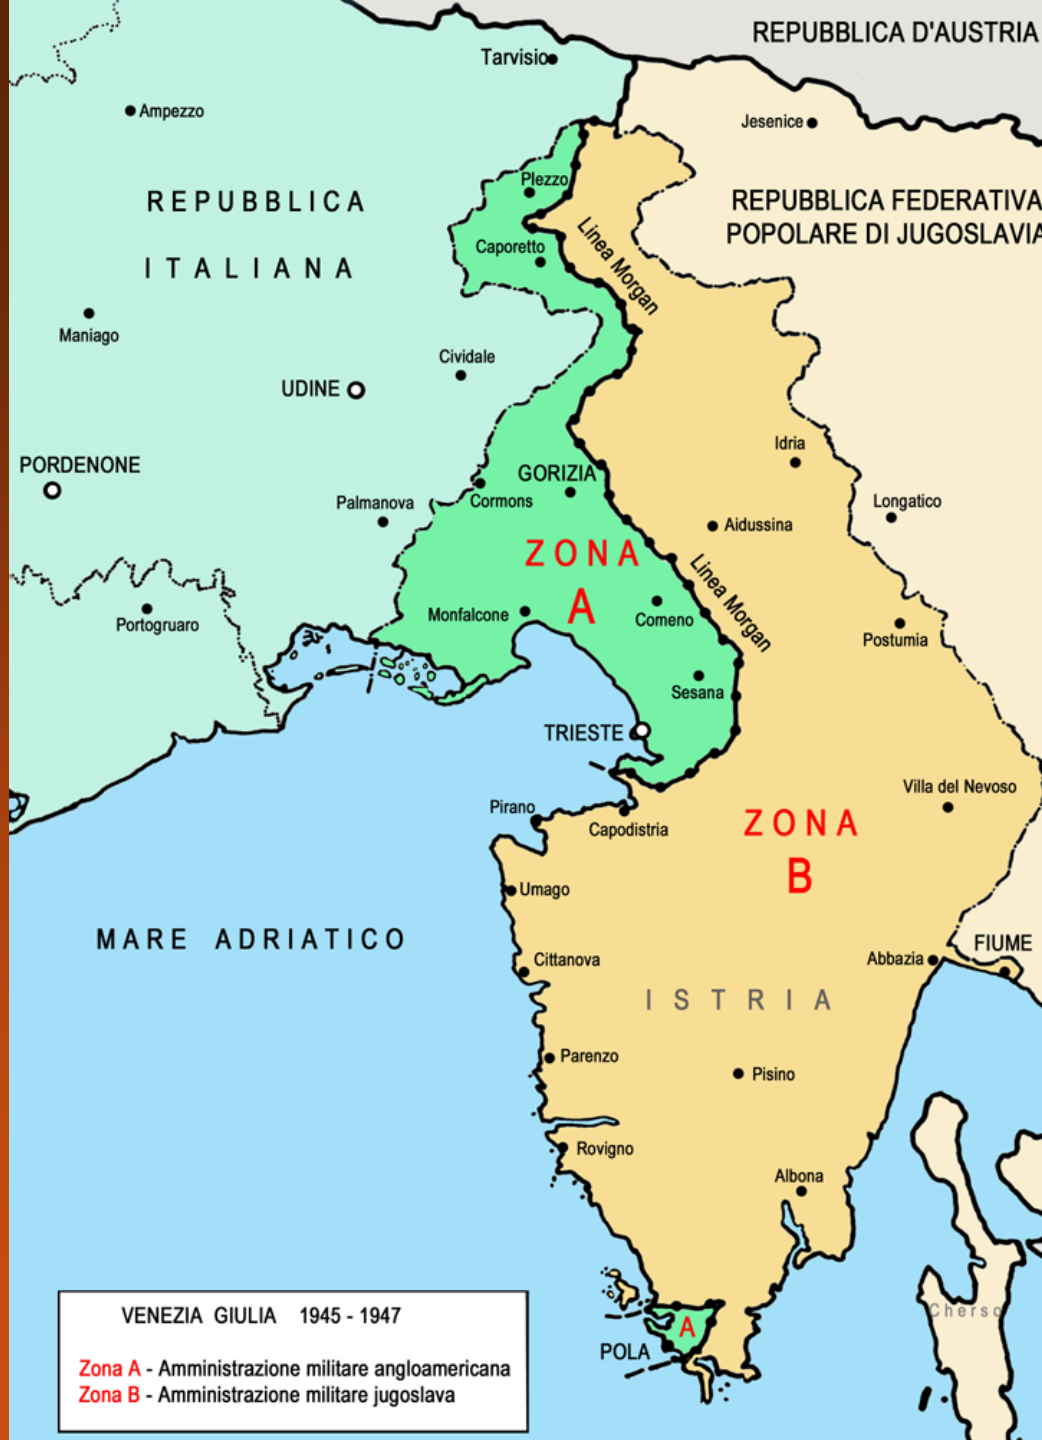 REPUBBLICA D'AUSTRIA
Tarvisio
Ampezzo
Jesenice
Plezzo
REPUBBLICA
ITALIANA
REPUBBLICA FEDERATIVA
POPOLARE DI JUGOSLAVIA
Caporetto
Linea Morgan
Maniago
Cividale
UDINE
Idria
PORDENONE
GORIZIA
Cormons
Palmanova
Longatico
Aidussina
ZONA
A
Linea Morgan
Monfalcone
Comeno
Portogruaro
Postumia
Sesana
TRIESTE
Villa del Nevoso
Pirano
Capodistria
ZONA
B
Umago
MARE ADRIATICO
Cittanova
Abbazia
FIUME
ISTRIA
Parenzo
Pisino
Rovigno
Albona
Cherso
A
POLA
VENEZIA GIULIA 1945 - 1947
Zona A - Amministrazione militare angloamericana
Zona B - Amministrazione militare jugoslava